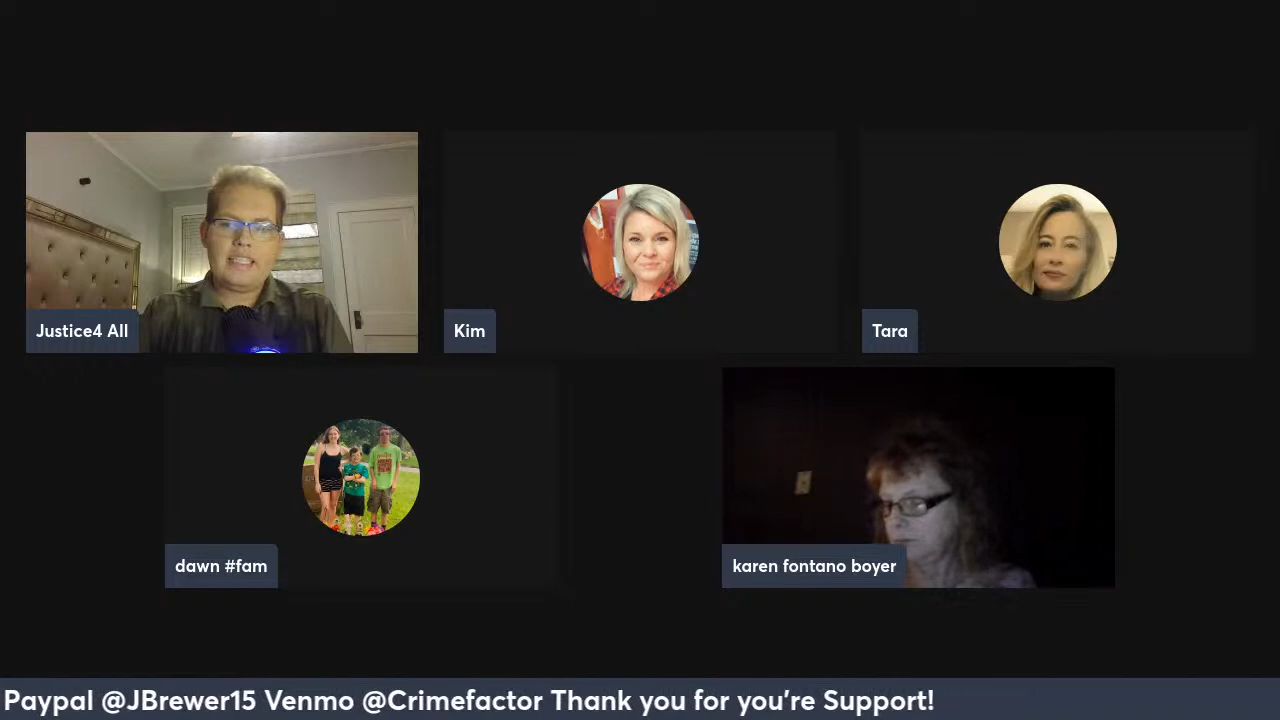 Justice4 All
Kim
Tara
dawn #fam
karen fontano boyer
Paypal @JBrewer15 Venmo @Crimefactor Thank you for you're Support!